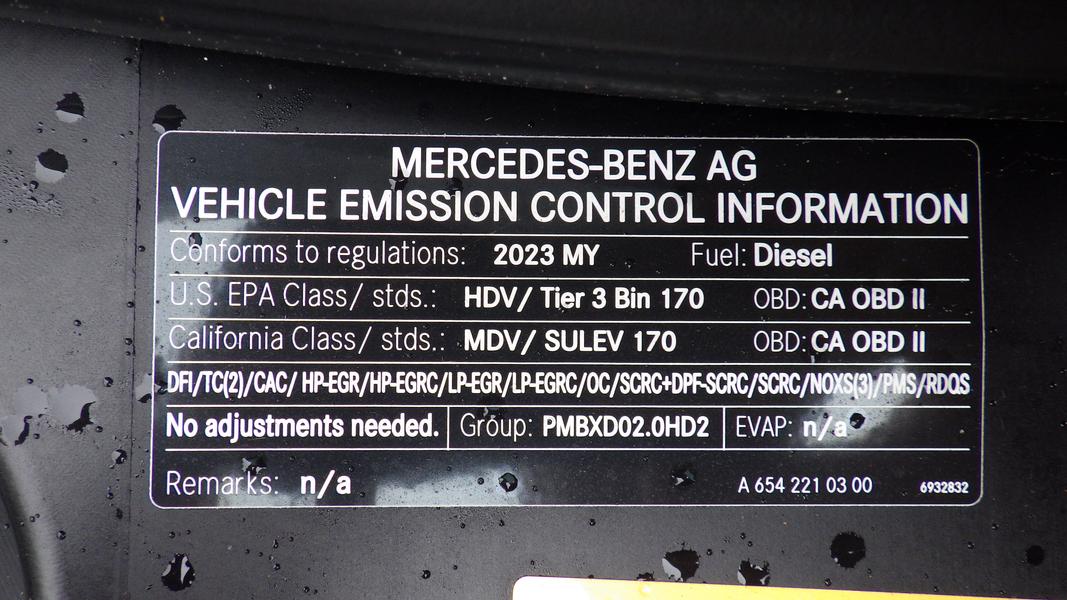 MERCEDES-BENZ AG
VEHICLE EMISSION CONTROL INFORMATION
Conforms to regulations: 2023 MY Fuel: Diesel
U.S. EPA Class/ stds.: HDV/ Tier 3 Bin 170 OBD: CA OBD II
California Class/ stds.: MDV/ SULEV 170 OBD: CA OBD II
DFI/TC(2)/CAC/ HP-EGR/HP-EGRC/LP-EGR/LP-EGRC/OC/SCRC+DPF-SCRC/SCRC/NOXS(3)/PMS/RDQS
No adjustments needed. Group: PMBXD02.0HD2 EVAP: n/a
Remarks: n/a A 654 221 03 00 6932832